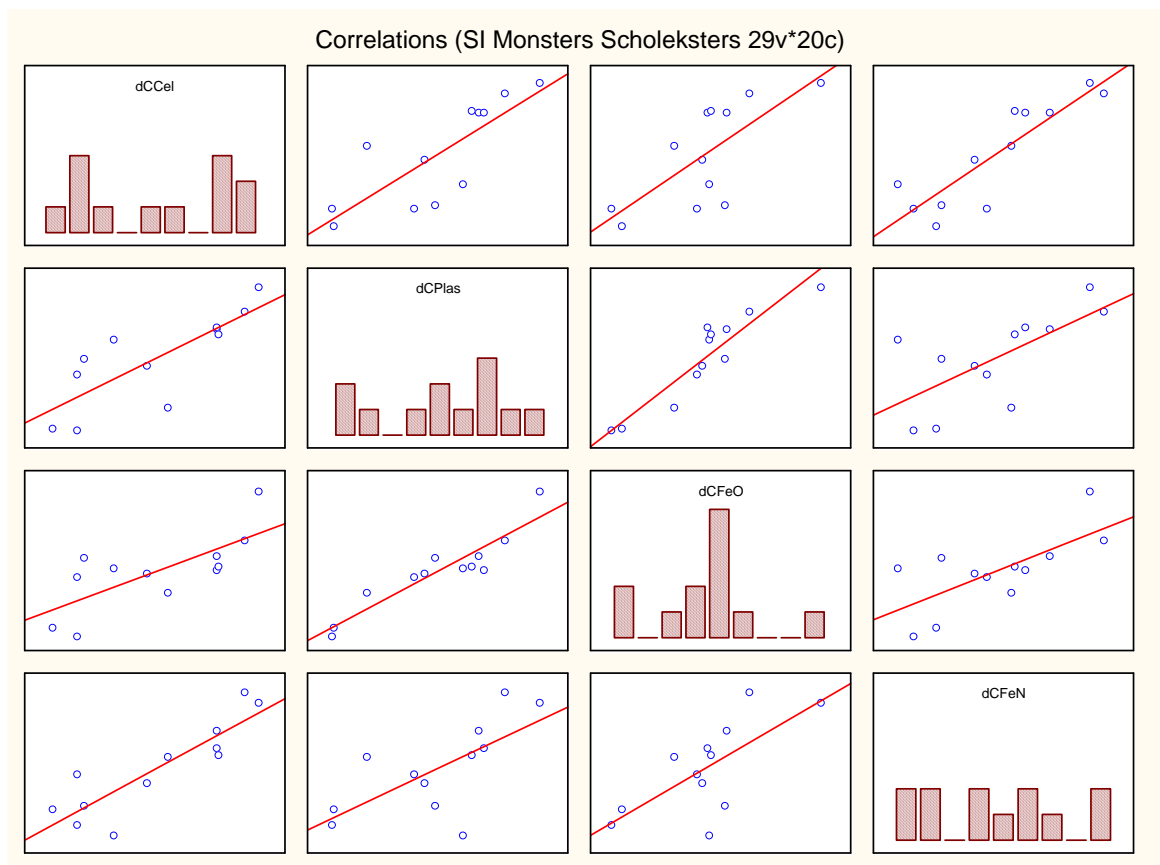 Correlations (SI Monsters Scholeksters 29v*20c)
dCCel
dCPlas
dCFeO
dCFeN